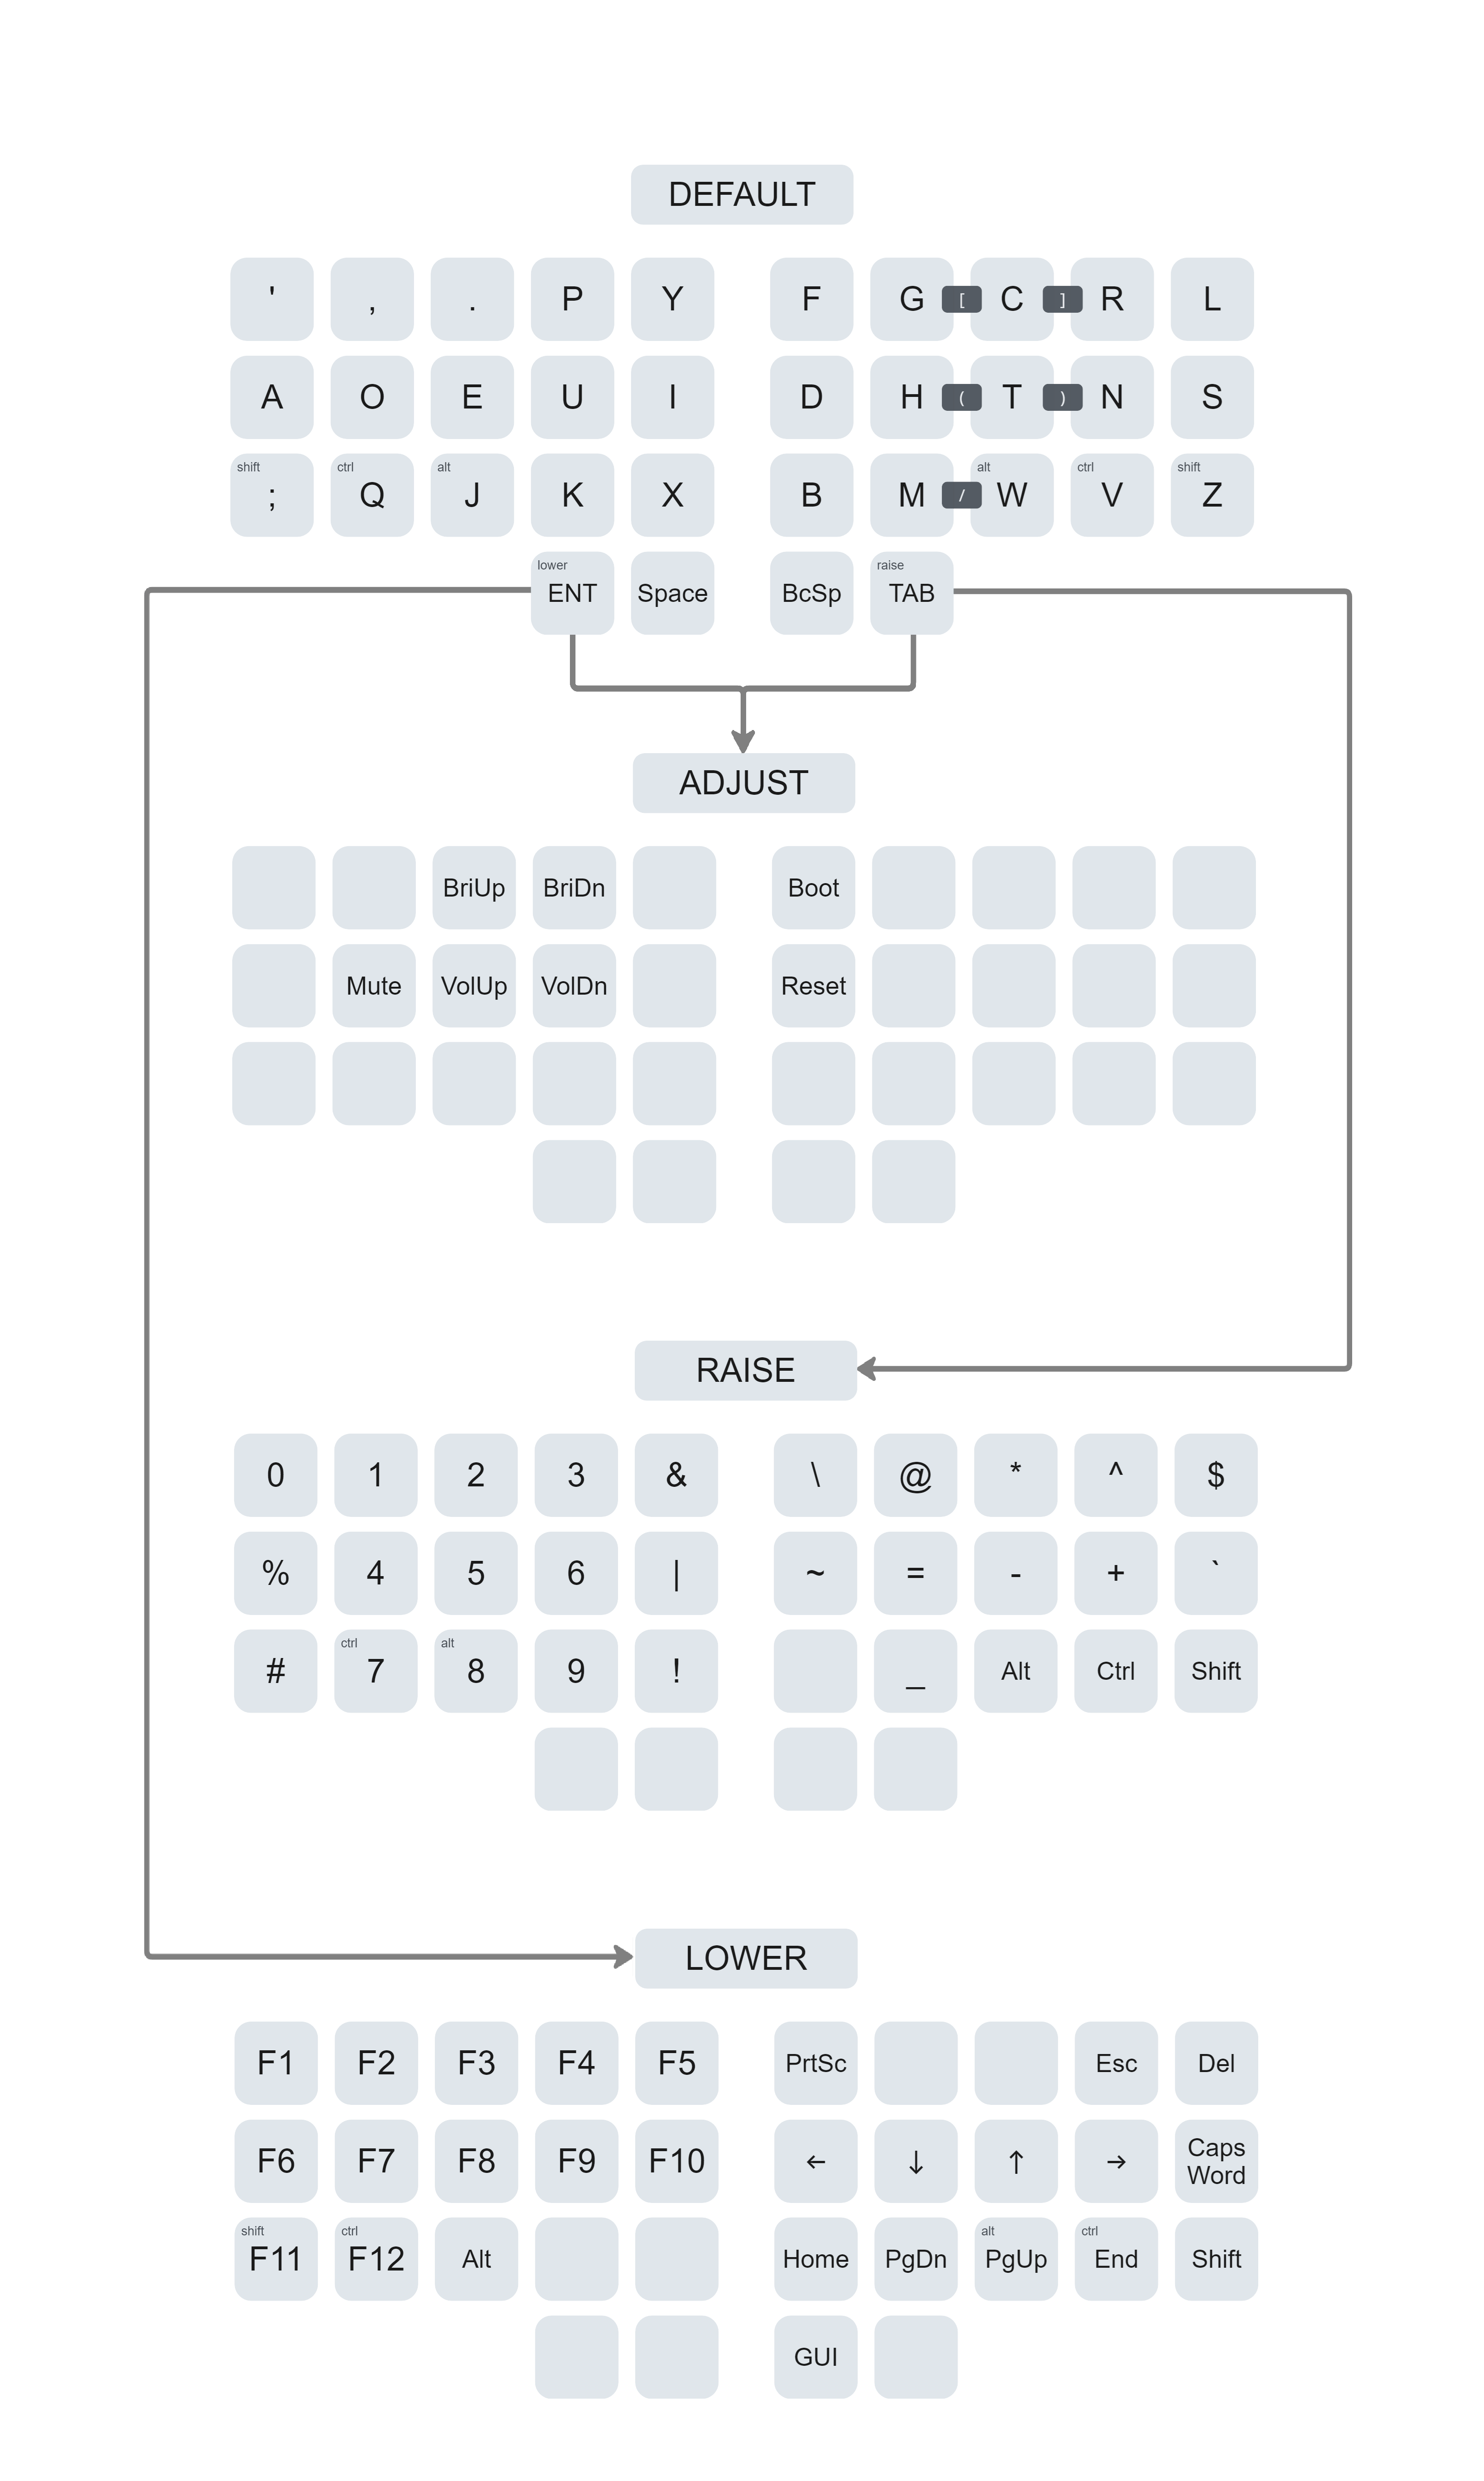 DEFAULT
' , . P Y F G [ C ] R L
A O E U I D H ( T ) N S
shift ctrl alt alt ctrl shift
; Q J K X B M / W V Z
lower raise
ENT Space BcSp TAB
ADJUST
BriUp BriDn Boot
Mute VolUp VolDn Reset
RAISE
0 1 2 3 & \ @ * ^ $
% 4 5 6 | ~ = - + `
ctrl alt
# 7 8 9 ! _ Alt Ctrl Shift
LOWER
F1 F2 F3 F4 F5 PrtSc Esc Del
F6 F7 F8 F9 F10 ← ↓ ↑ → Caps
Word
shift ctrl alt ctrl
F11 F12 Alt Home PgDn PgUp End Shift
GUI